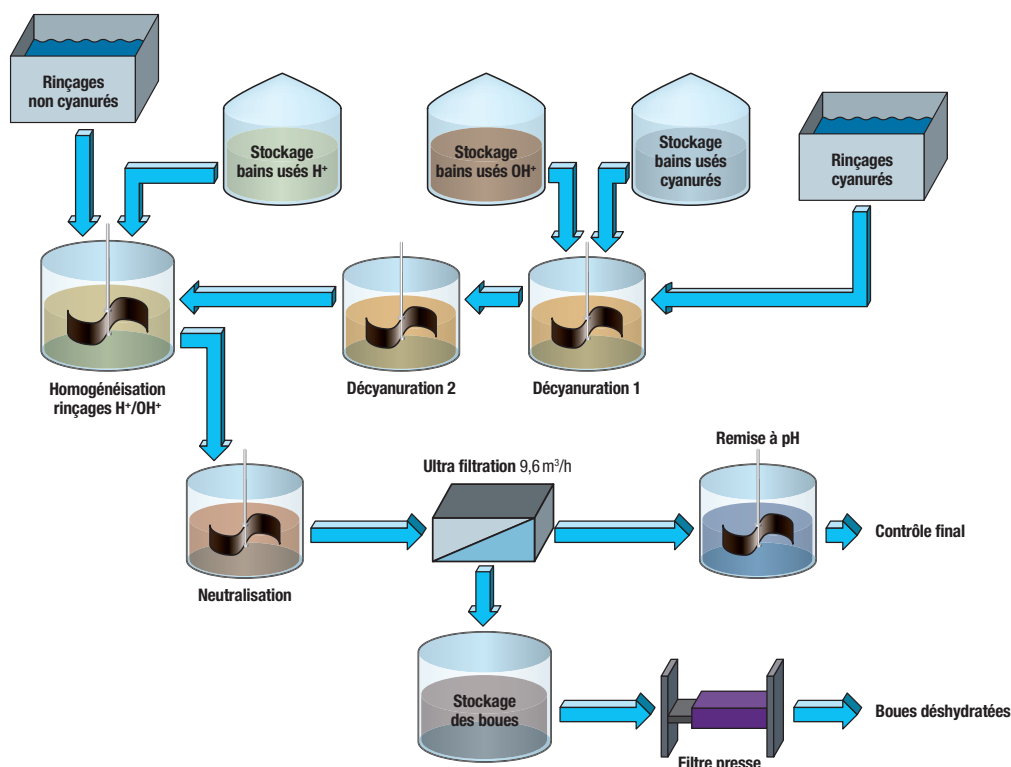 Rinçages
non cyanurés
Stockage
bains usés H⁺
Stockage
bains usés OH⁺
Stockage
bains usés
cyanurés
Rinçages
cyanurés
Homogénéisation
rinçages H⁺/OH⁺
Décyanuration 2
Décyanuration 1
Neutralisation
Ultra filtration 9,6 m³/h
Remise à pH
Contrôle final
Stockage
des boues
Filtre presse
Boues déshydratées